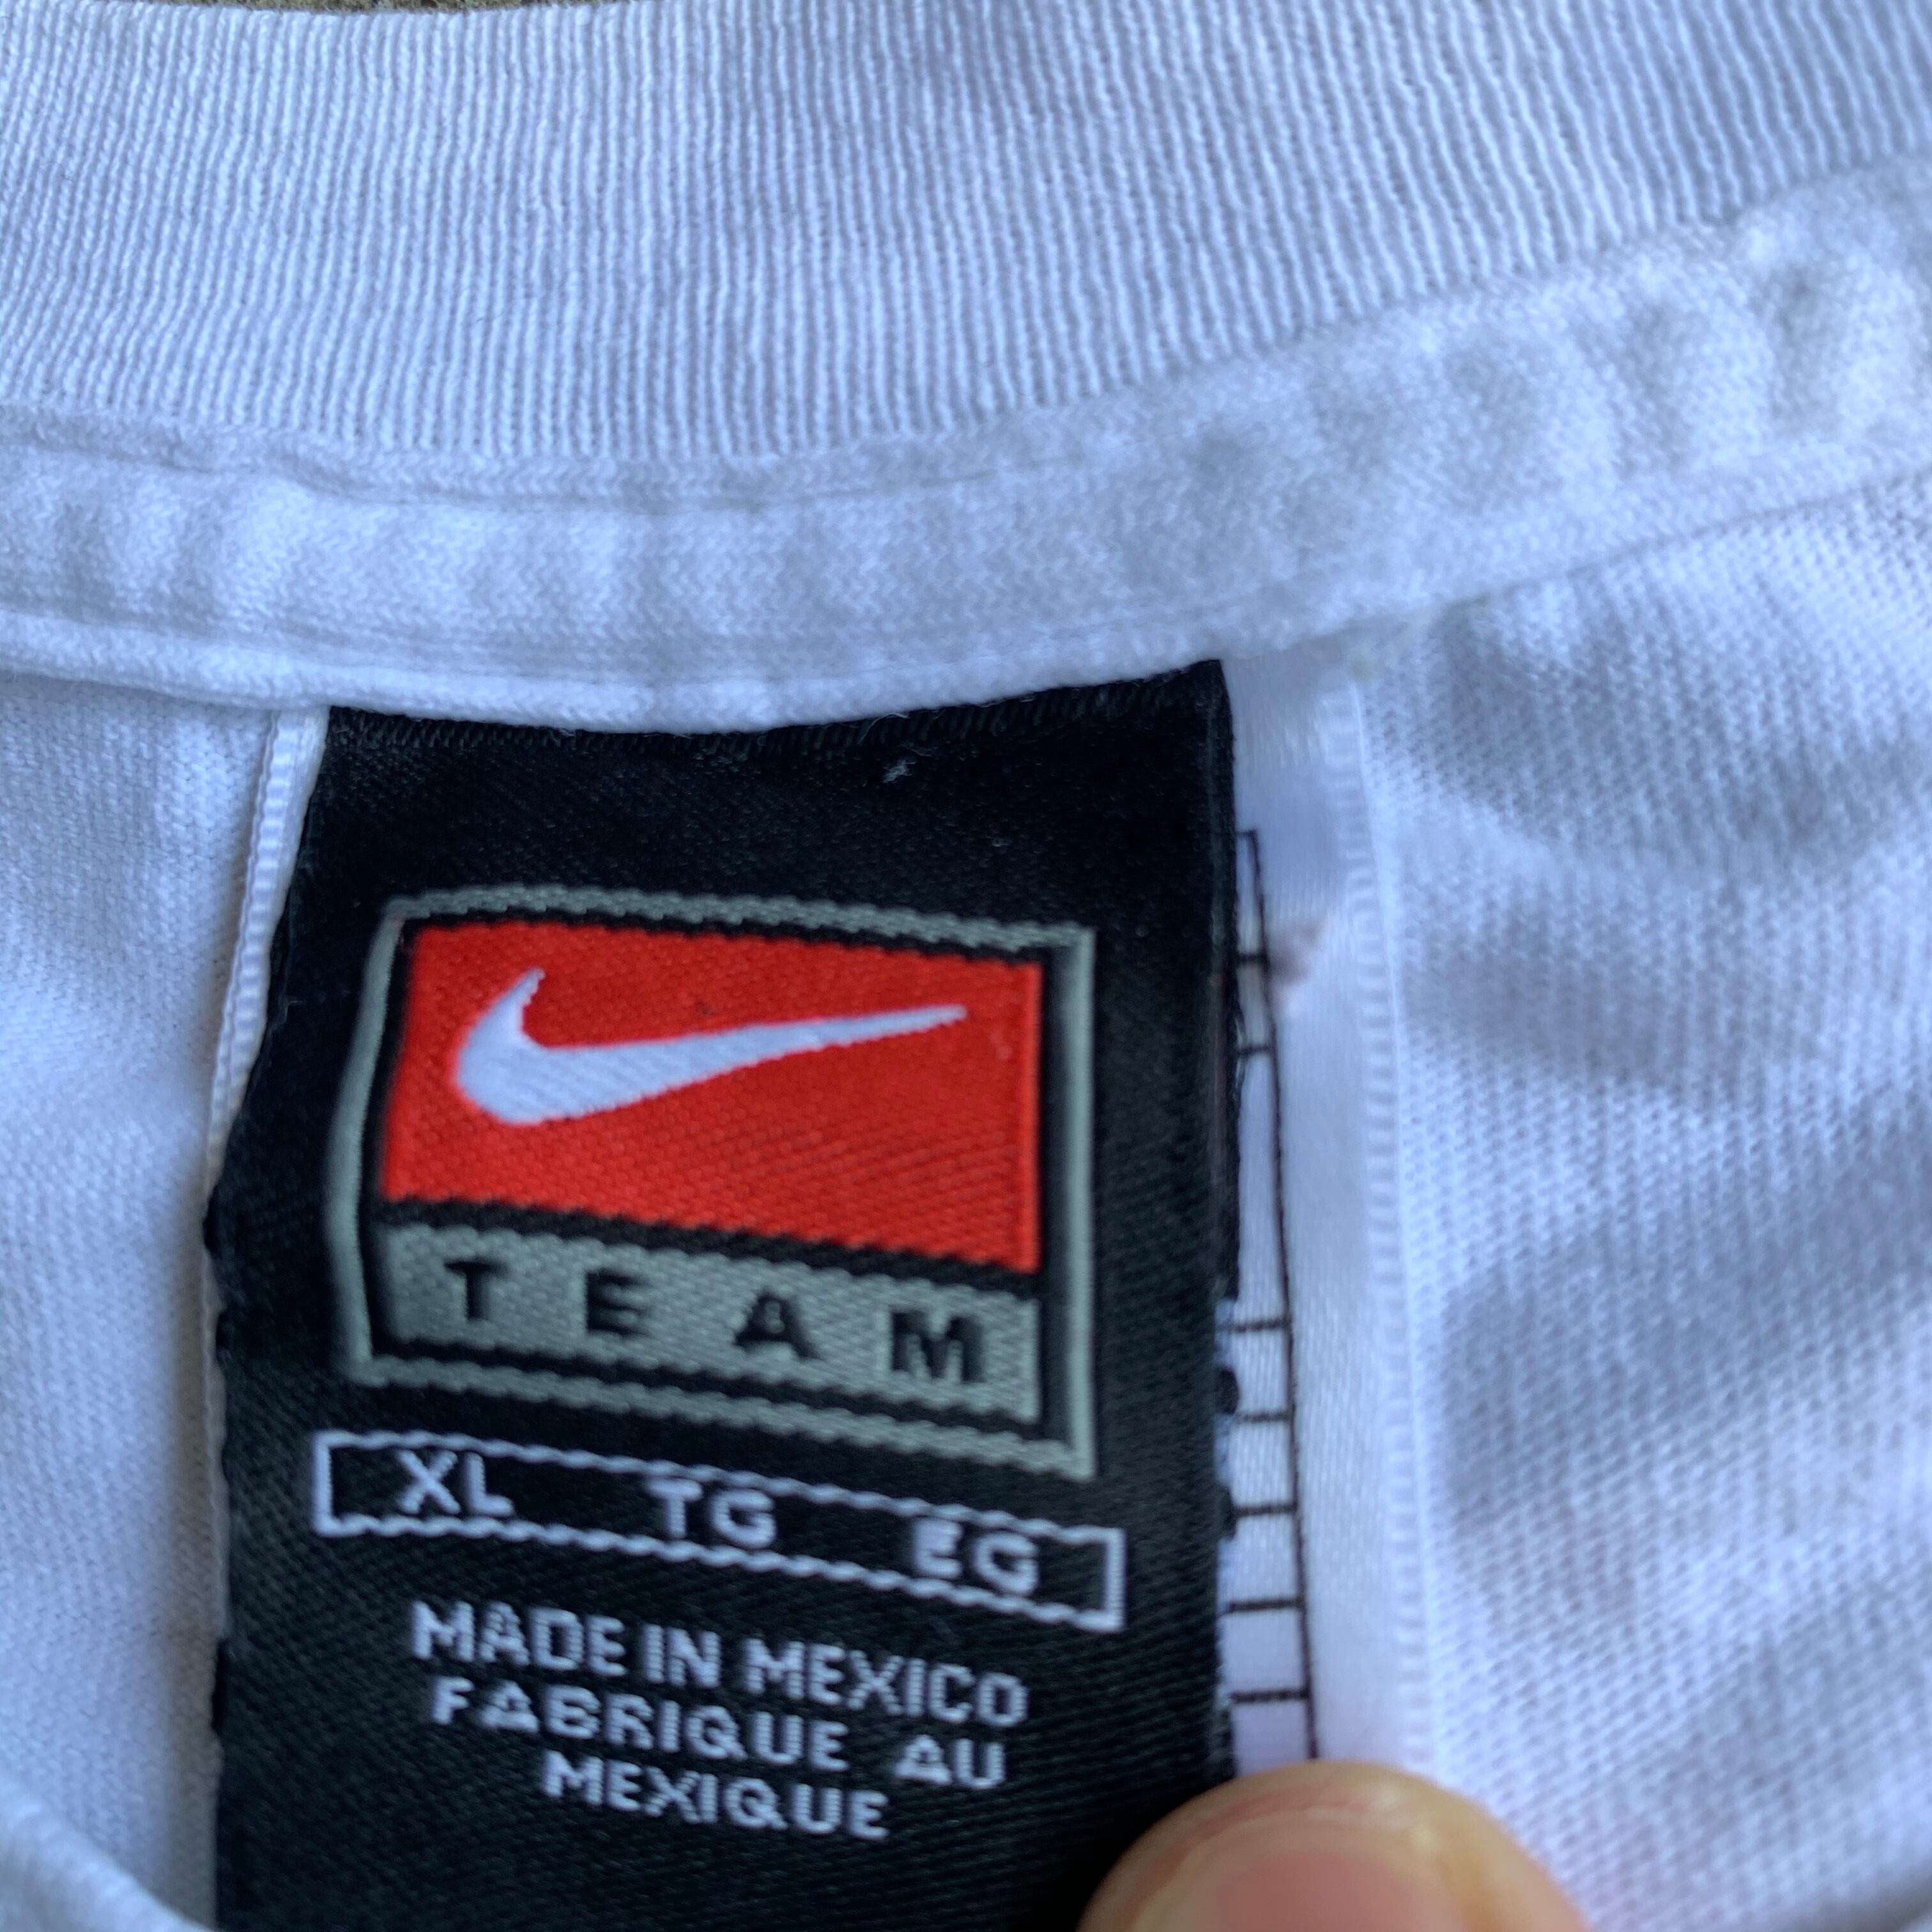 TEAM
XL TG EG
MADE IN MEXICO
FABRIQUE AU
MEXIQUE